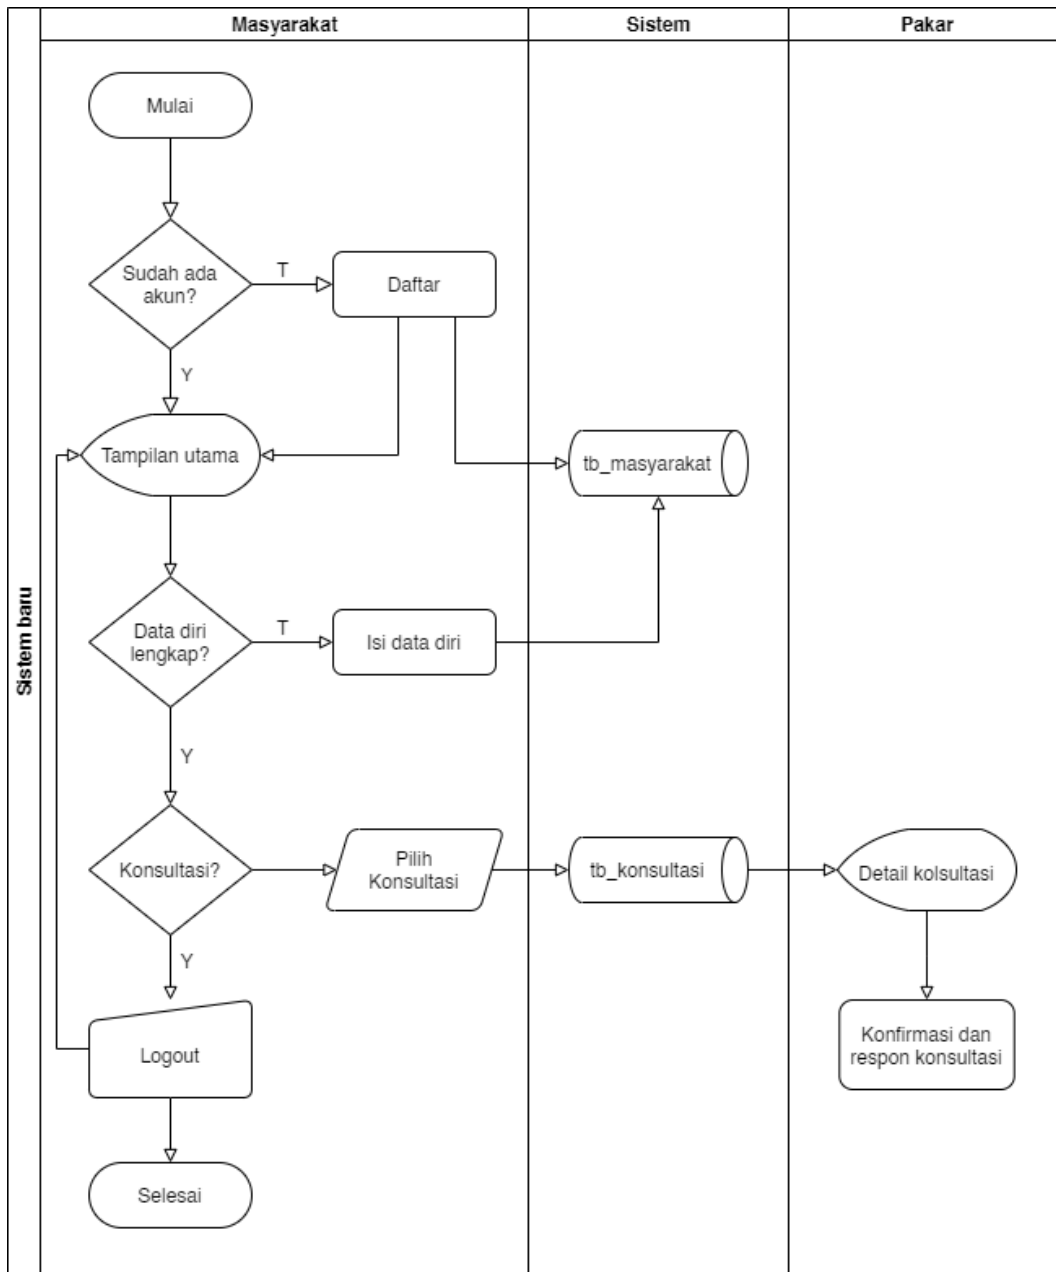 Masyarakat
Sistem
Pakar
Sistem baru
Mulai
Sudah ada
akun?
T
Daftar
Y
Tampilan utama
tb_masyarakat
Data diri
lengkap?
T
Isi data diri
Y
Konsultasi?
Pilih
Konsultasi
tb_konsultasi
Detail kolsultasi
Y
Logout
Konfirmasi dan
respon konsultasi
Selesai